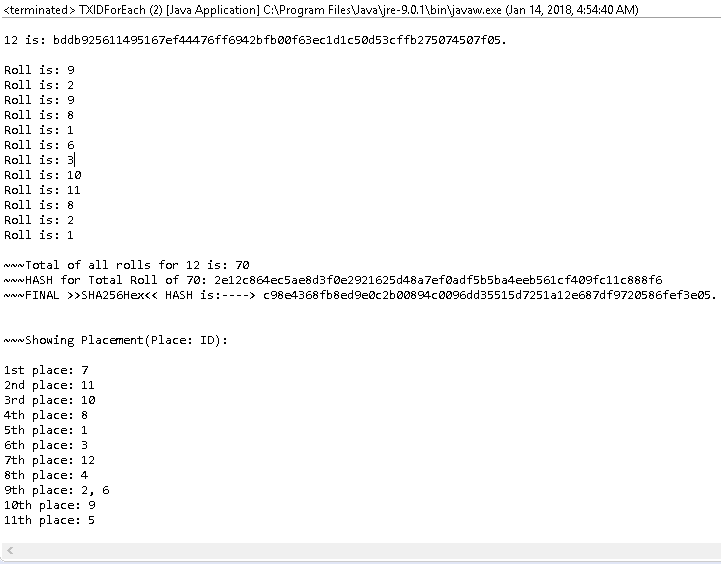 <terminated> TXIDForEach (2) [Java Application] C:\Program Files\Java\jre-9.0.1\bin\javaw.exe (Jan 14, 2018, 4:54:40 AM)
12 is: bddb925611495167ef44476ff6942bfb00f63ec1d1c50d53cffb275074507f05.
Roll is: 9
Roll is: 2
Roll is: 9
Roll is: 8
Roll is: 1
Roll is: 6
Roll is: 3
Roll is: 10
Roll is: 11
Roll is: 8
Roll is: 2
Roll is: 1
~~~Total of all rolls for 12 is: 70
~~~HASH for Total Roll of 70: 2e12c864ec5ae8d3f0e2921625d48a7ef0adf5b5ba4eeb561cf409fc11c888f6
~~~FINAL >>SHA256Hex<< HASH is:----> c98e4368fb8ed9e0c2b00894c0096dd35515d7251a12e687df9720586fef3e05.
~~~Showing Placement(Place: ID):
1st place: 7
2nd place: 11
3rd place: 10
4th place: 8
5th place: 1
6th place: 3
7th place: 12
8th place: 4
9th place: 2, 6
10th place: 9
11th place: 5